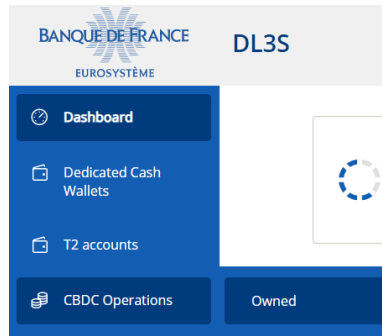 BANQUE DE FRANCE
EUROSYSTÈME
DL3S
Dashboard
Dedicated Cash
Wallets
T2 accounts
CBDC Operations
Owned